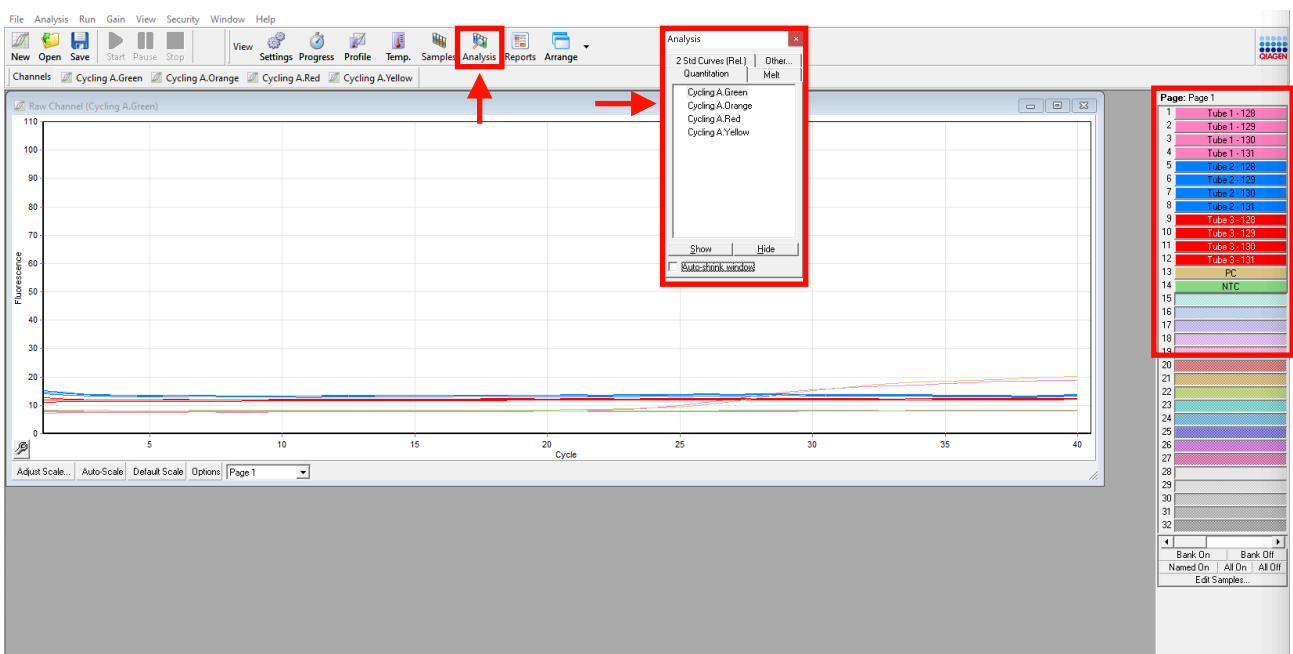 File Analysis Run Gain View Security Window Help
New Open Save Start Pause Stop View Settings Progress Profile Temp. Samples Analysis Reports Arrange
QIAGEN
Channels Cycling A.Green Cycling A.Orange Cycling A.Red Cycling A.Yellow
Raw Channel (Cycling A.Green)
110
100
90
80
70
60
50
40
30
20
10
0
Fluorescence
5 10 15 20 25 30 35 40
Cycle
Adjust Scale... Auto-Scale Default Scale Options Page 1
Analysis
2 Std Curves (Rel.) Other...
Quantitation Melt
Cycling A.Green
Cycling A.Orange
Cycling A.Red
Cycling A.Yellow
Show Hide
Auto-shrink window
Page: Page 1
1 Tube 1 - 128
2 Tube 1 - 129
3 Tube 1 - 130
4 Tube 1 - 131
5 Tube 2 - 128
6 Tube 2 - 129
7 Tube 2 - 130
8 Tube 2 - 131
9 Tube 3 - 128
10 Tube 3 - 129
11 Tube 3 - 130
12 Tube 3 - 131
13 PC
14 NTC
15
16
17
18
19
20
21
22
23
24
25
26
27
28
29
30
31
32
Bank On Bank Off
Named On All On All Off
Edit Samples...